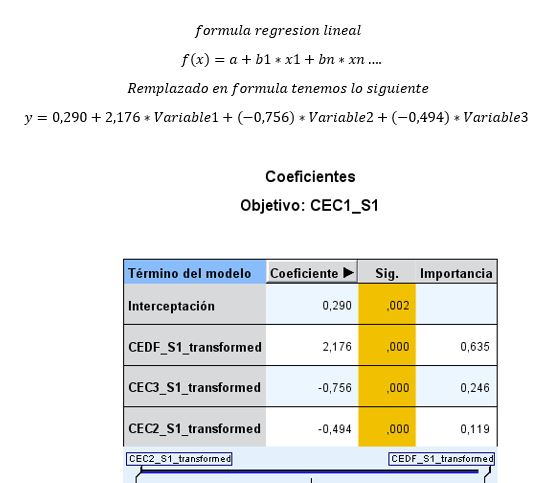 formula regresion lineal
f(x) = a + b1 * x1 + bn * xn ....
Remplazado en formula tenemos lo siguiente
y = 0,290 + 2,176 * Variable1 + (−0,756) * Variable2 + (−0,494) * Variable3
Coeficientes
Objetivo: CEC1_S1
Término del modelo Coeficiente ▶ Sig. Importancia
Interceptación 0,290 ,002
CEDF_S1_transformed 2,176 ,000 0,635
CEC3_S1_transformed -0,756 ,000 0,246
CEC2_S1_transformed -0,494 ,000 0,119
CEC2_S1_transformed CEDF_S1_transformed